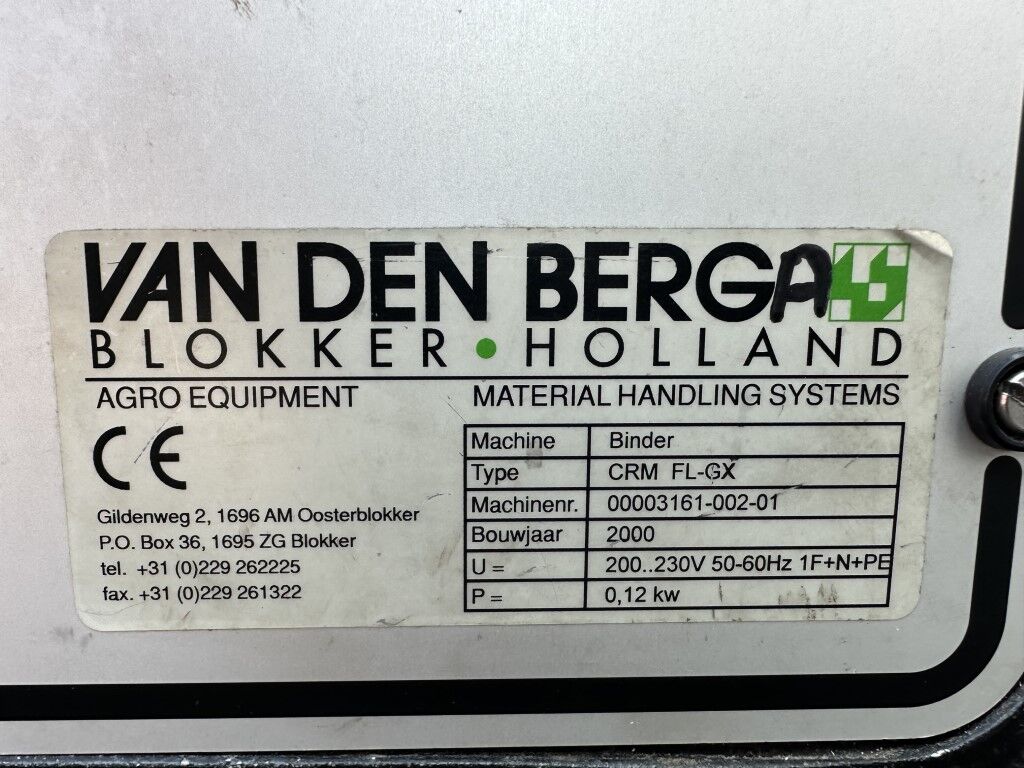 VAN DEN BERGA
BLOKKER • HOLLAND
AGRO EQUIPMENT MATERIAL HANDLING SYSTEMS
CE
Gildenweg 2, 1696 AM Oosterblokker
P.O. Box 36, 1695 ZG Blokker
tel. +31 (0)229 262225
fax. +31 (0)229 261322
Machine Binder
Type CRM FL-GX
Machinenr. 00003161-002-01
Bouwjaar 2000
U = 200..230V 50-60Hz 1F+N+PE
P = 0,12 kw